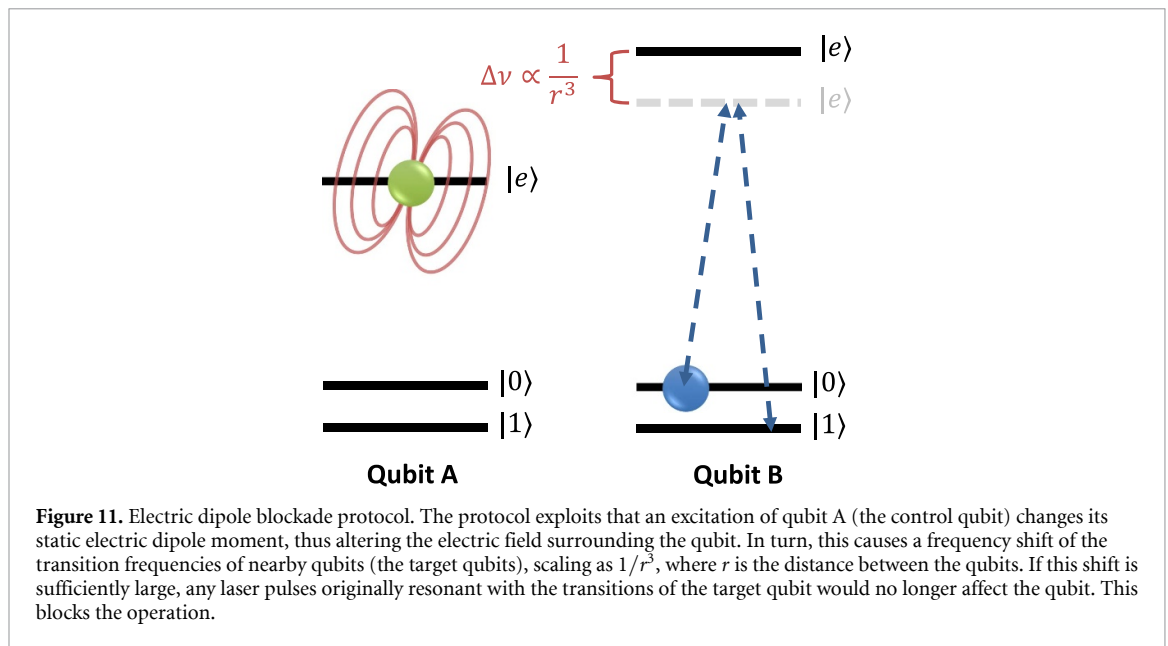 |e⟩
Δν ∝ 1/r³
|e⟩
|e⟩
|0⟩ |0⟩
|1⟩ |1⟩
Qubit A Qubit B
Figure 11. Electric dipole blockade protocol. The protocol exploits that an excitation of qubit A (the control qubit) changes its
static electric dipole moment, thus altering the electric field surrounding the qubit. In turn, this causes a frequency shift of the
transition frequencies of nearby qubits (the target qubits), scaling as 1/r³, where r is the distance between the qubits. If this shift is
sufficiently large, any laser pulses originally resonant with the transitions of the target qubit would no longer affect the qubit. This
blocks the operation.